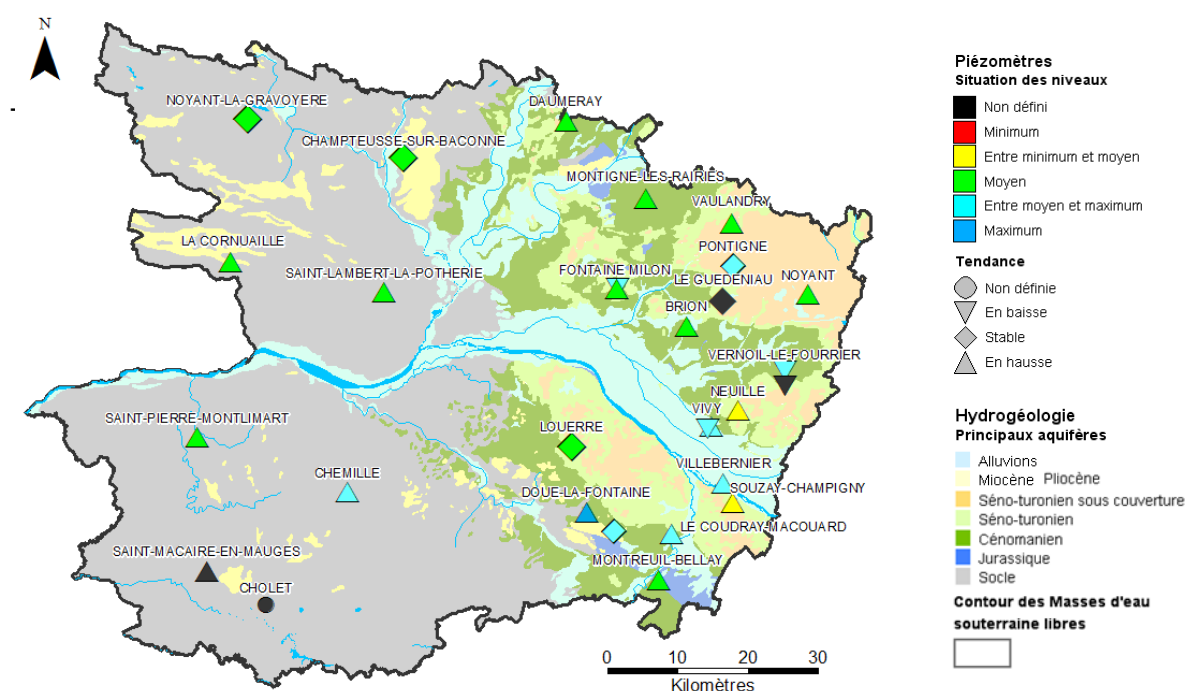 N
NOYANT-LA-GRAVOYERE
DAUMERAY
CHAMPTEUSSE-SUR-BACONNE
MONTIGNE-LES-RAIRIES
VAULANDRY
LA CORNUAILLE
PONTIGNE
SAINT-LAMBERT-LA-POTHERIE
FONTAINE MILON
LE GUEDENIAU
NOYANT
BRION
VERNOIL-LE-FOURRIER
NEUILLE
VIVY
SAINT-PIERRE-MONTLIMART
LOUERRE
CHEMILLE
VILLEBERNIER
DOUE-LA-FONTAINE
SOUZAY-CHAMPIGNY
LE COUDRAY-MACOUARD
SAINT-MACAIRE-EN-MAUGES
MONTREUIL-BELLAY
CHOLET
0 10 20 30
Kilomètres
Piézomètres
Situation des niveaux
Non défini
Minimum
Entre minimum et moyen
Moyen
Entre moyen et maximum
Maximum
Tendance
Non définie
En baisse
Stable
En hausse
Hydrogéologie
Principaux aquifères
Alluvions
Miocène Pliocène
Séno-turonien sous couverture
Séno-turonien
Cénomanien
Jurassique
Socle
Contour des Masses d'eau
souterraine libres